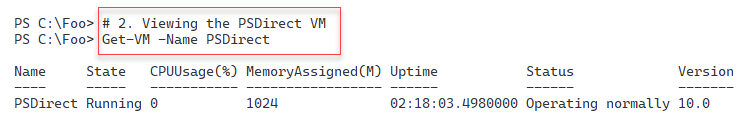 PS C:\Foo> # 2. Viewing the PSDirect VM
PS C:\Foo> Get-VM -Name PSDirect
Name     State   CPUUsage(%) MemoryAssigned(M) Uptime           Status             Version
----     -----   ----------- ----------------- ------           ------             -------
PSDirect Running 0           1024              02:18:03.4980000 Operating normally 10.0